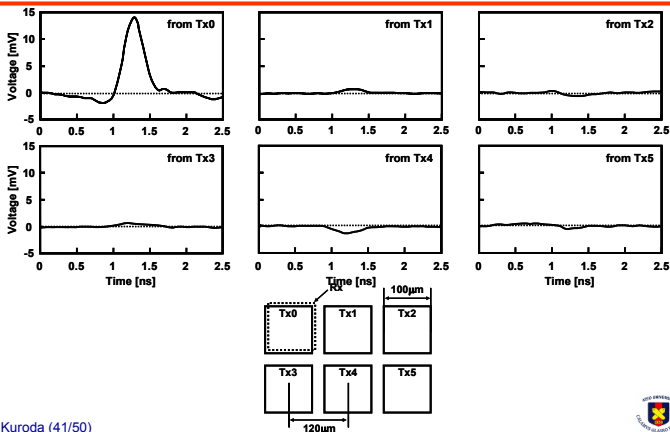 from Tx0
from Tx1
from Tx2
Voltage [mV]
15
10
5
0
-5
0 0.5 1 1.5 2 2.5
0 0.5 1 1.5 2 2.5
0 0.5 1 1.5 2 2.5
from Tx3
from Tx4
from Tx5
Voltage [mV]
15
10
5
0
-5
0 0.5 1 1.5 2 2.5
0 0.5 1 1.5 2 2.5
0 0.5 1 1.5 2 2.5
Time [ns]
Time [ns]
Time [ns]
Rx
100µm
Tx0
Tx1
Tx2
Tx3
Tx4
Tx5
120µm
Kuroda (41/50)